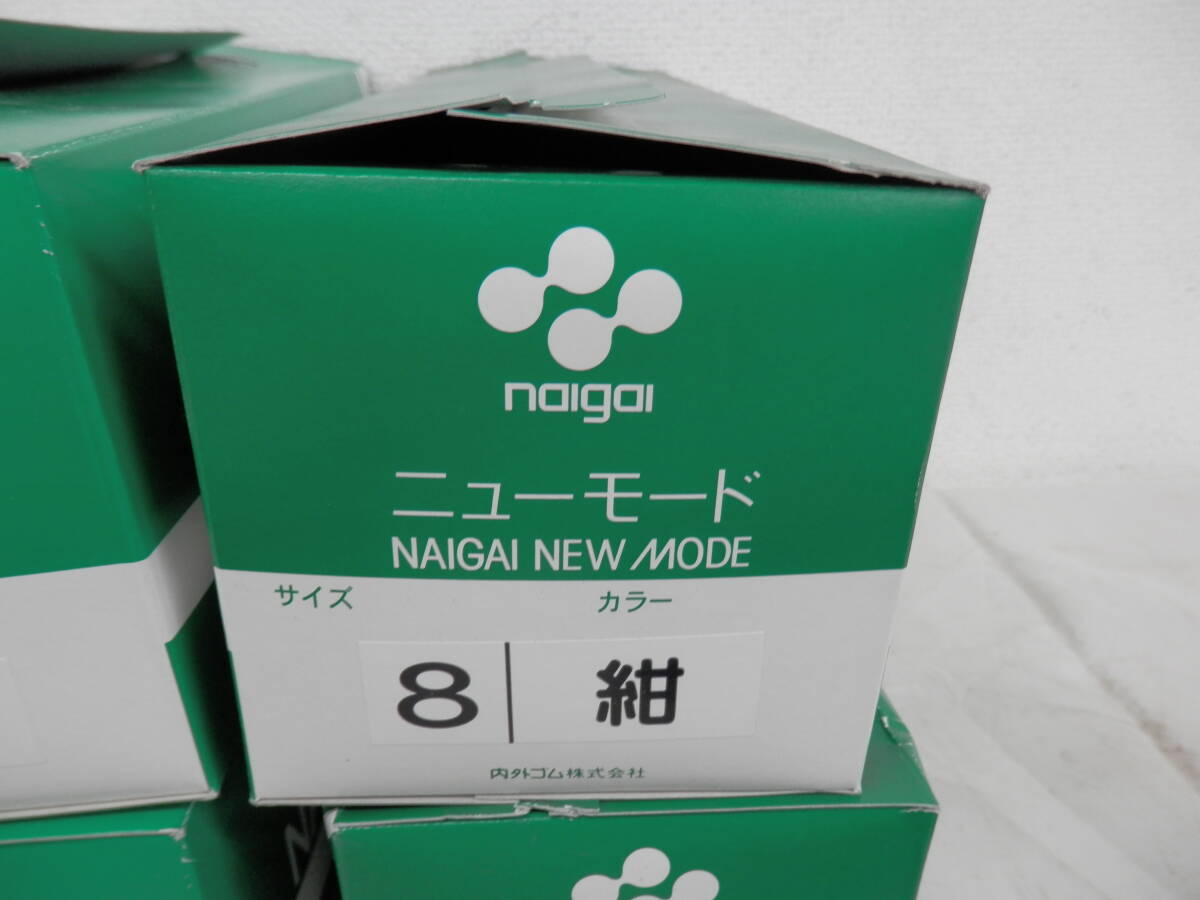 naigai
ニューモード
NAIGAI NEW MODE
サイズ カラー
8 紺
内外ゴム株式会社